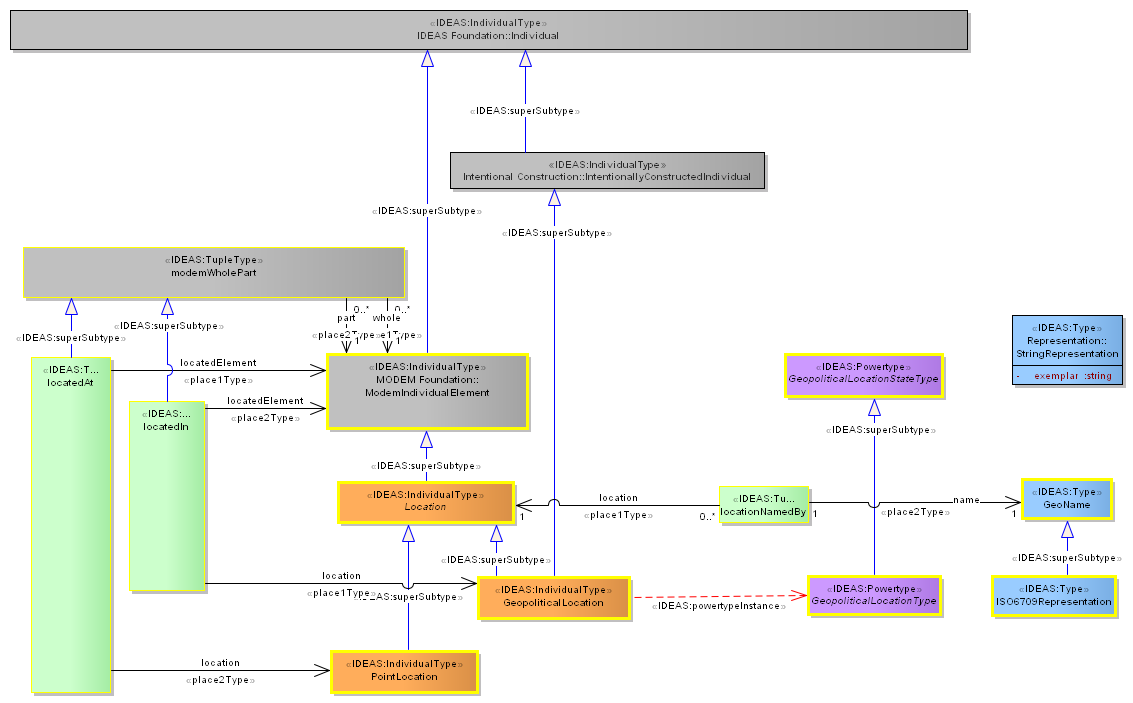 «IDEAS:IndividualType»
IDEAS Foundation::Individual
«IDEAS:superSubtype»
«IDEAS:IndividualType»
Intentional Construction::IntentionallyConstructedIndividual
«IDEAS:superSubtype»
«IDEAS:superSubtype»
«IDEAS:TupleType»
modemWholePart
0..*
0..*
part
whole
«place2Type»
e1Type»
1
1
«IDEAS:superSubtype»
«IDEAS:superSubtype»
«IDEAS:Type»
Representation::
StringRepresentation
- exemplar :string
«IDEAS:T...
locatedAt
locatedElement
«place1Type»
«IDEAS:IndividualType»
MODEM Foundation::
ModemIndividualElement
«IDEAS:Powertype»
GeopoliticalLocationStateType
«IDEAS:...
locatedIn
locatedElement
«place2Type»
«IDEAS:superSubtype»
«IDEAS:superSubtype»
«IDEAS:IndividualType»
Location
1
location
«place1Type»
0..*
«IDEAS:Tu...
locationNamedBy
1
name
«place2Type»
1
«IDEAS:Type»
GeoName
«IDEAS:superSubtype»
«IDEAS:superSubtype»
location
«place1Type»
EAS:superSubtype»
«IDEAS:IndividualType»
GeopoliticalLocation
«IDEAS:powertypeInstance»
«IDEAS:Powertype»
GeopoliticalLocationType
«IDEAS:Type»
ISO6709Representation
location
«place2Type»
«IDEAS:IndividualType»
PointLocation